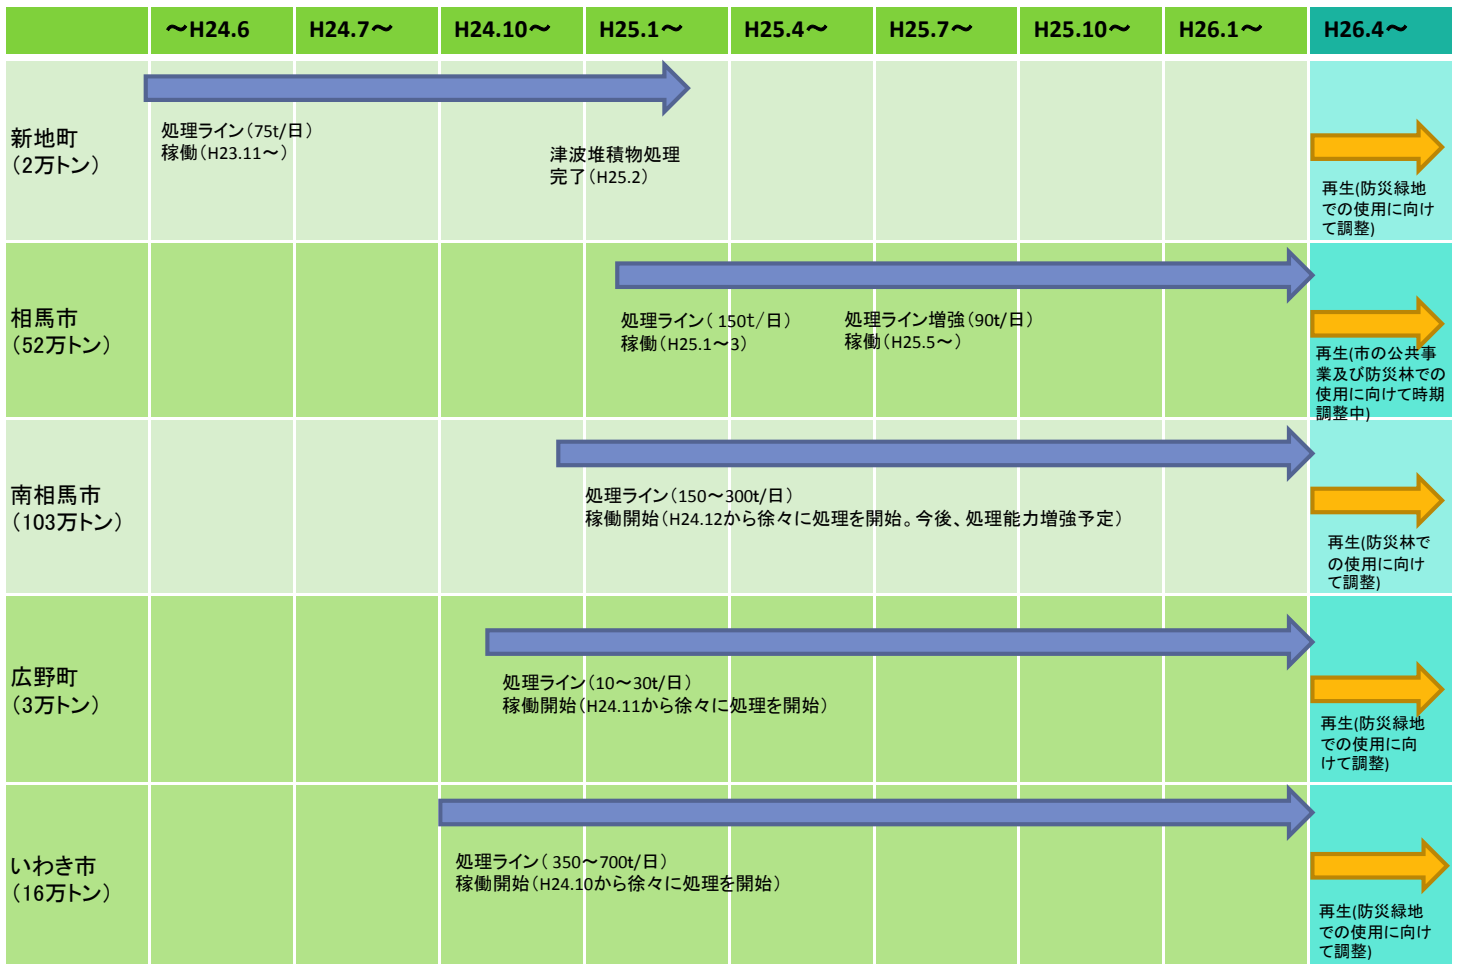 ～H24.6
H24.7～
H24.10～
H25.1～
H25.4～
H25.7～
H25.10～
H26.1～
H26.4～
新地町
（2万トン）
処理ライン（75t/日）
稼働（H23.11～）
津波堆積物処理
完了（H25.2）
再生(防災緑地
での使用に向け
て調整)
相馬市
（52万トン）
処理ライン（ 150t/日）
稼働（H25.1～3）
処理ライン増強（90t/日）
稼働（H25.5～）
再生(市の公共事
業及び防災林での
使用に向けて時期
調整中)
南相馬市
（103万トン）
処理ライン（150～300t/日）
稼働開始（H24.12から徐々に処理を開始。今後、処理能力増強予定）
再生(防災林で
の使用に向け
て調整)
広野町
（3万トン）
処理ライン（10～30t/日）
稼働開始（H24.11から徐々に処理を開始）
再生(防災緑地
での使用に向
けて調整)
いわき市
（16万トン）
処理ライン（ 350～700t/日）
稼働開始（H24.10から徐々に処理を開始）
再生(防災緑地
での使用に向け
て調整)